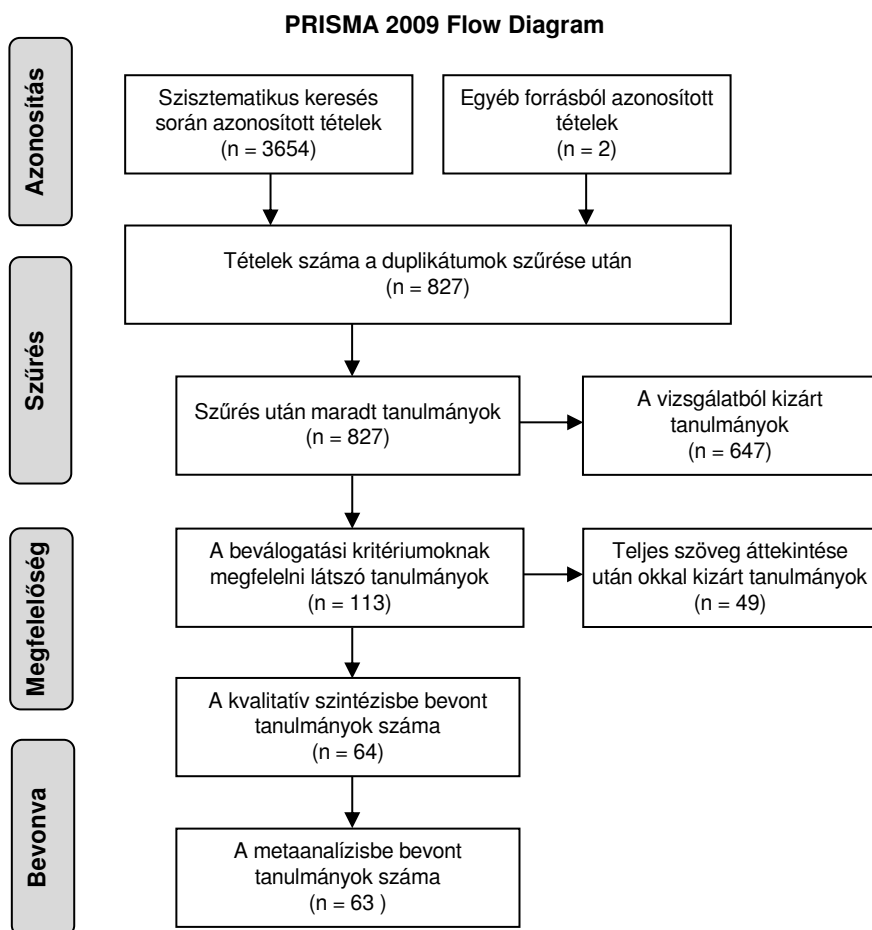 PRISMA 2009 Flow Diagram
Azonosítás
Szisztematikus keresés
során azonosított tételek
(n = 3654)
Egyéb forrásból azonosított
tételek
(n = 2)
Szűrés
Tételek száma a duplikátumok szűrése után
(n = 827)
Szűrés után maradt tanulmányok
(n = 827)
A vizsgálatból kizárt
tanulmányok
(n = 647)
Megfelelőség
A beválogatási kritériumoknak
megfelelni látszó tanulmányok
(n = 113)
Teljes szöveg áttekintése
után okkal kizárt tanulmányok
(n = 49)
A kvalitatív szintézisbe bevont
tanulmányok száma
(n = 64)
Bevonva
A metaanalízisbe bevont
tanulmányok száma
(n = 63 )